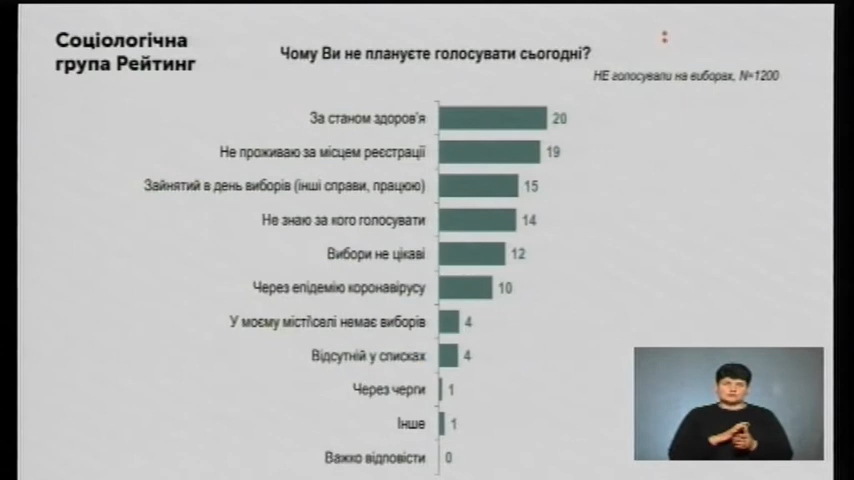 Соціологічна
група Рейтинг
Чому Ви не плануєте голосувати сьогодні?
НЕ голосували на виборах, N=1200
За станом здоров'я 20
Не проживаю за місцем реєстрації 19
Зайнятий в день виборів (інші справи, працюю) 15
Не знаю за кого голосувати 14
Вибори не цікаві 12
Через епідемію коронавірусу 10
У моєму місті\селі немає виборів 4
Відсутній у списках 4
Через черги 1
Інше 1
Важко відповісти 0